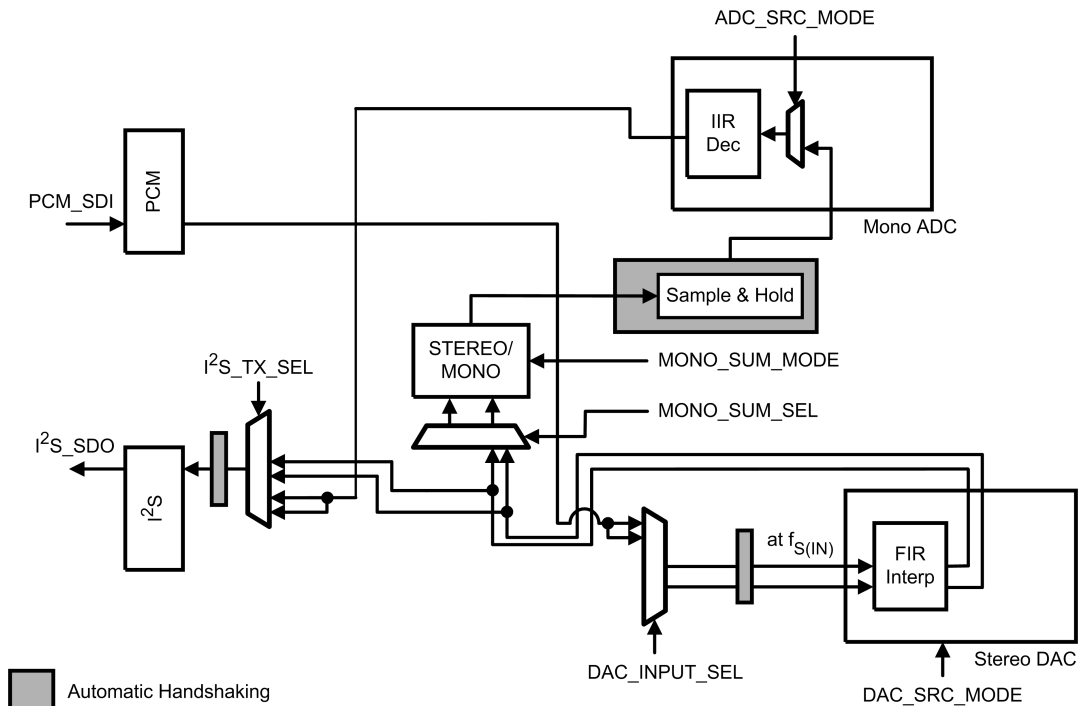 ADC_SRC_MODE
IIR
Dec
Mono ADC
PCM
PCM_SDI
Sample & Hold
STEREO/
MONO
MONO_SUM_MODE
I²S_TX_SEL
MONO_SUM_SEL
I²S_SDO
I²S
at fS(IN)
FIR
Interp
Stereo DAC
DAC_INPUT_SEL
DAC_SRC_MODE
Automatic Handshaking